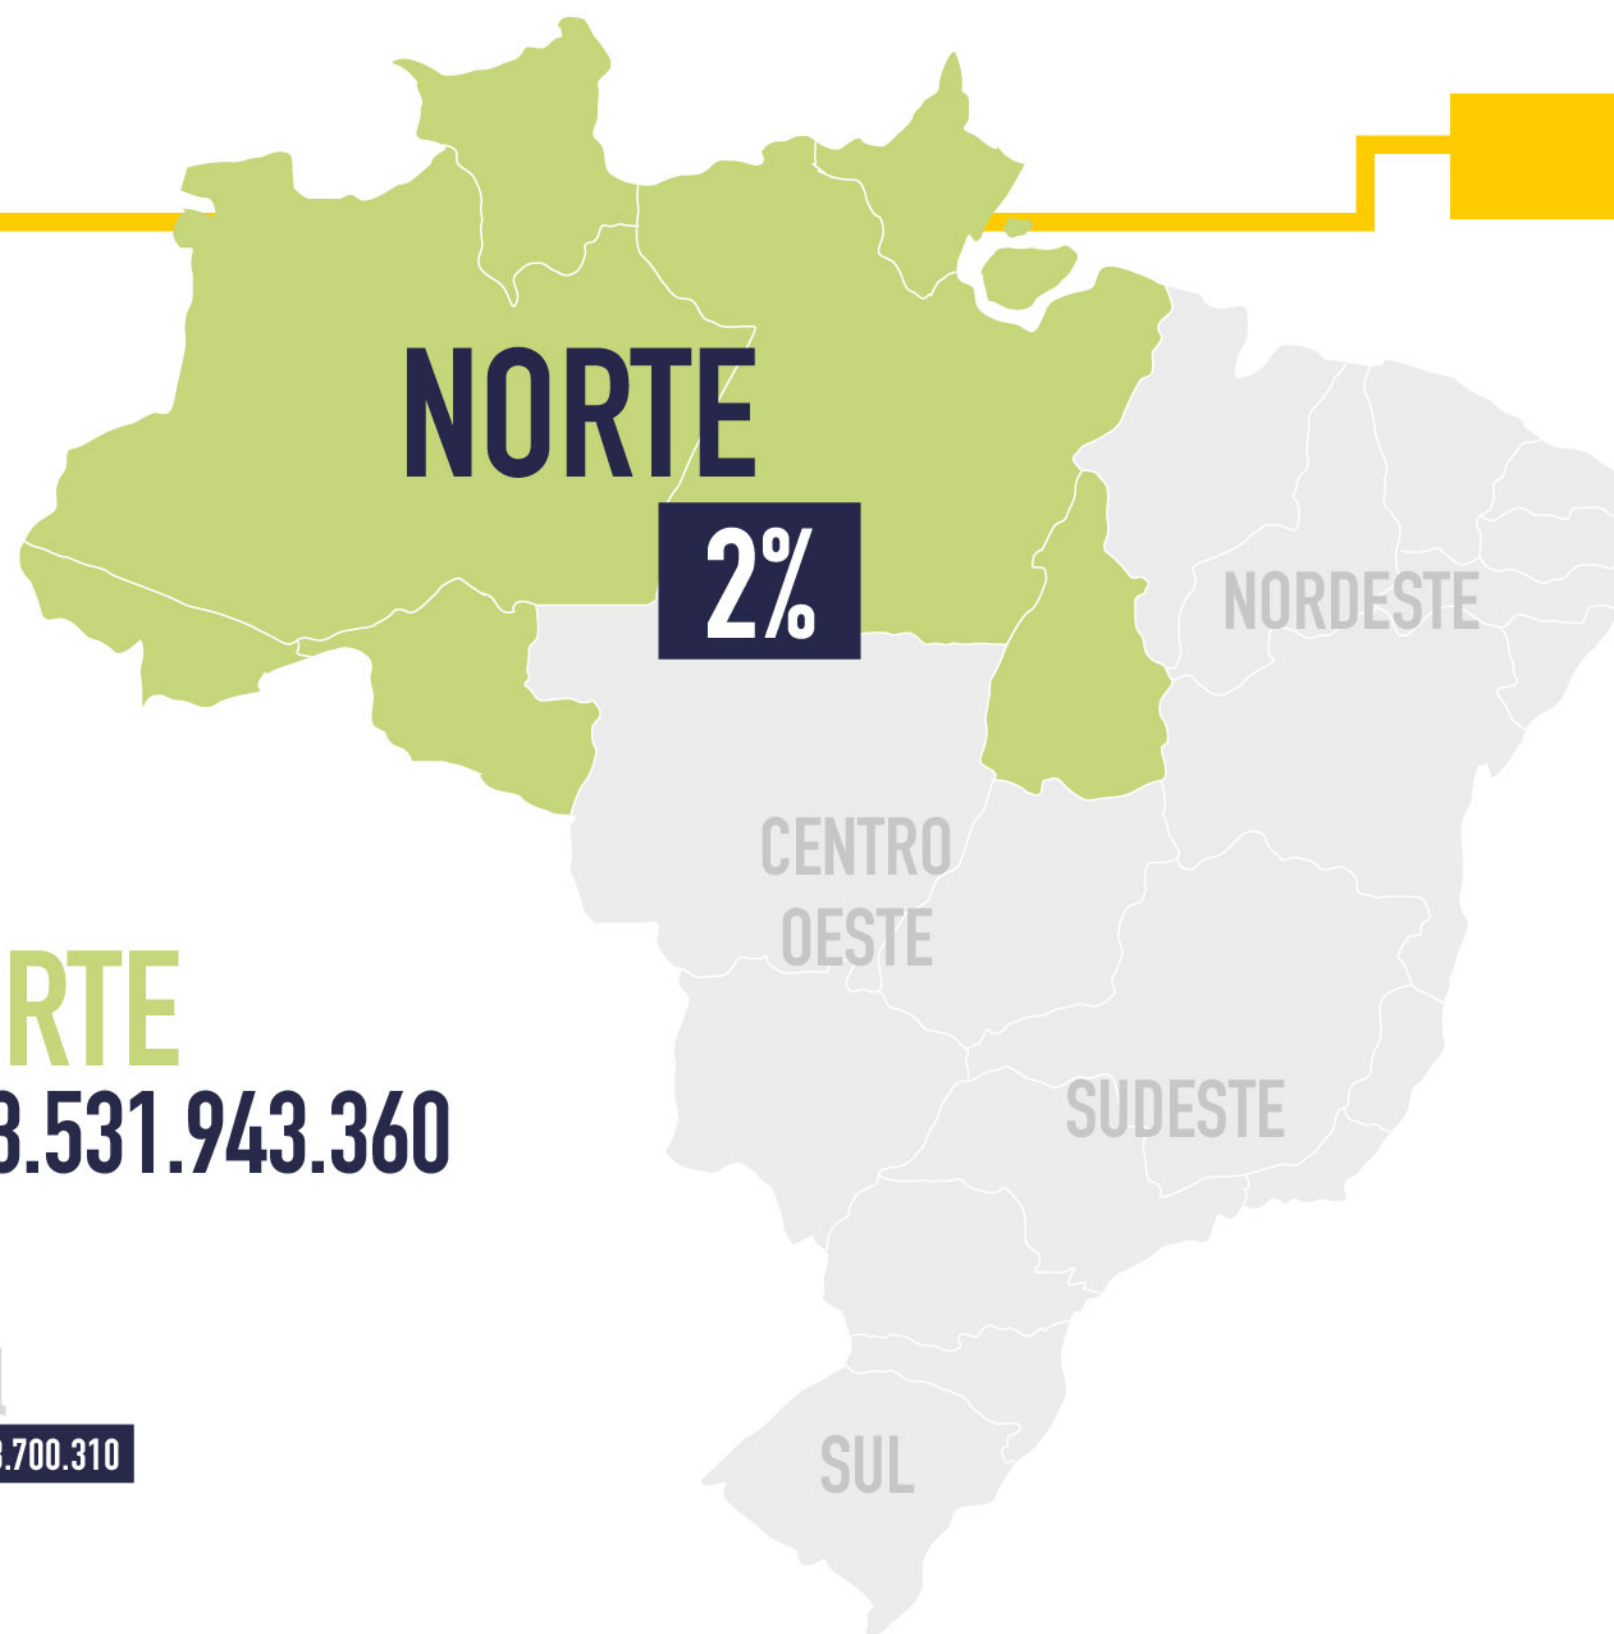 NORTE
2%
NORDESTE
CENTRO
OESTE
RTE
3.531.943.360
SUDESTE
.700.310
SUL